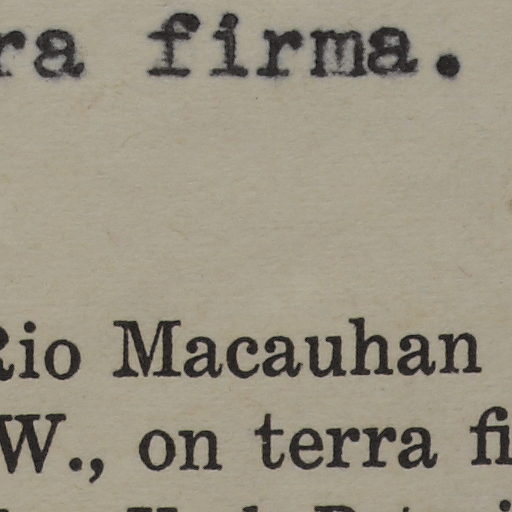 ra firma.
Rio Macauhan
W., on terra fi